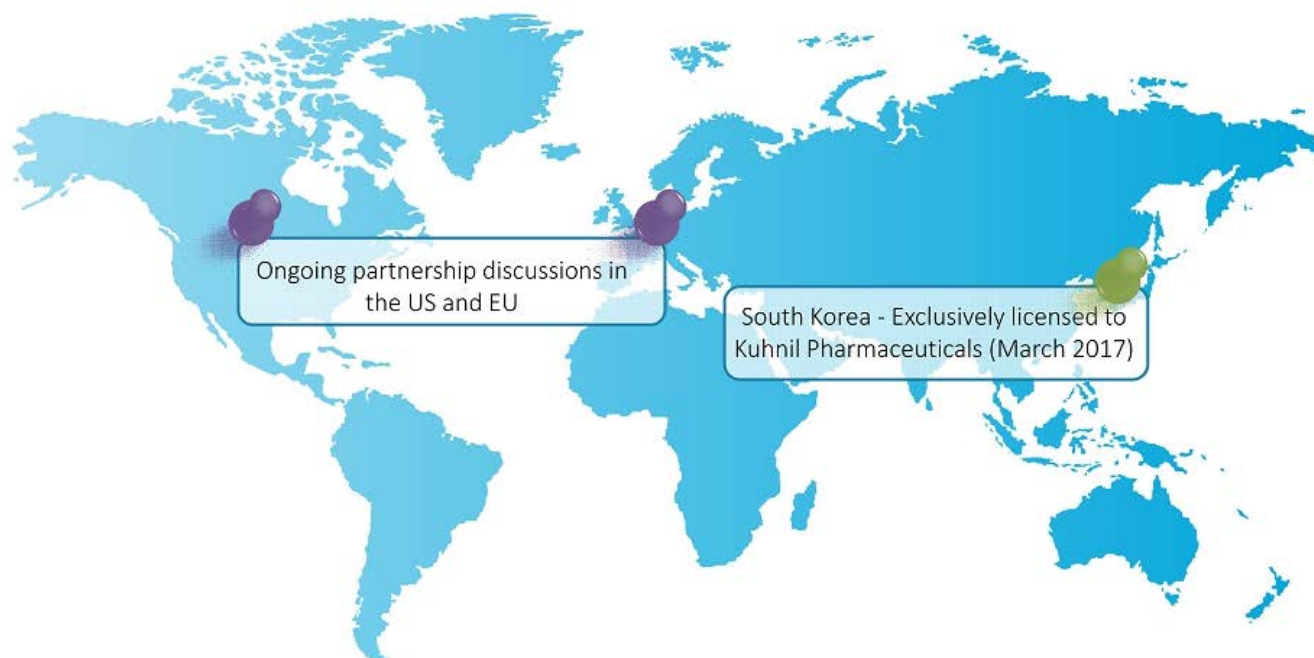 Ongoing partnership discussions in
the US and EU
South Korea - Exclusively licensed to
Kuhnil Pharmaceuticals (March 2017)